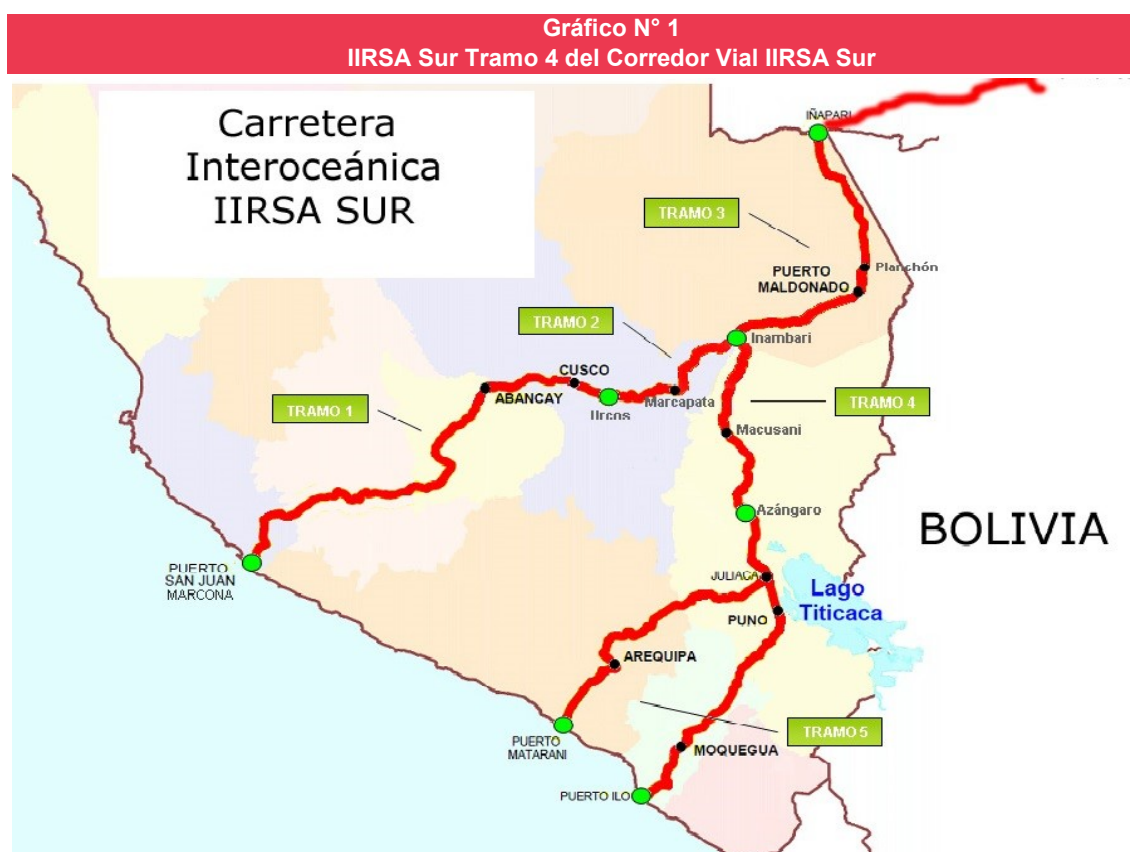 Gráfico N° 1
IIRSA Sur Tramo 4 del Corredor Vial IIRSA Sur
Carretera
Interoceánica
IIRSA SUR
IÑAPARI
TRAMO 3
Planchón
PUERTO
MALDONADO
TRAMO 2
Inambari
CUSCO
ABANCAY
Urcos
Marcapata
TRAMO 1
TRAMO 4
Macusani
Azángaro
BOLIVIA
PUERTO
SAN JUAN
MARCONA
JULIACA
Lago
Titicaca
PUNO
AREQUIPA
TRAMO 5
PUERTO
MATARANI
MOQUEGUA
PUERTO ILO